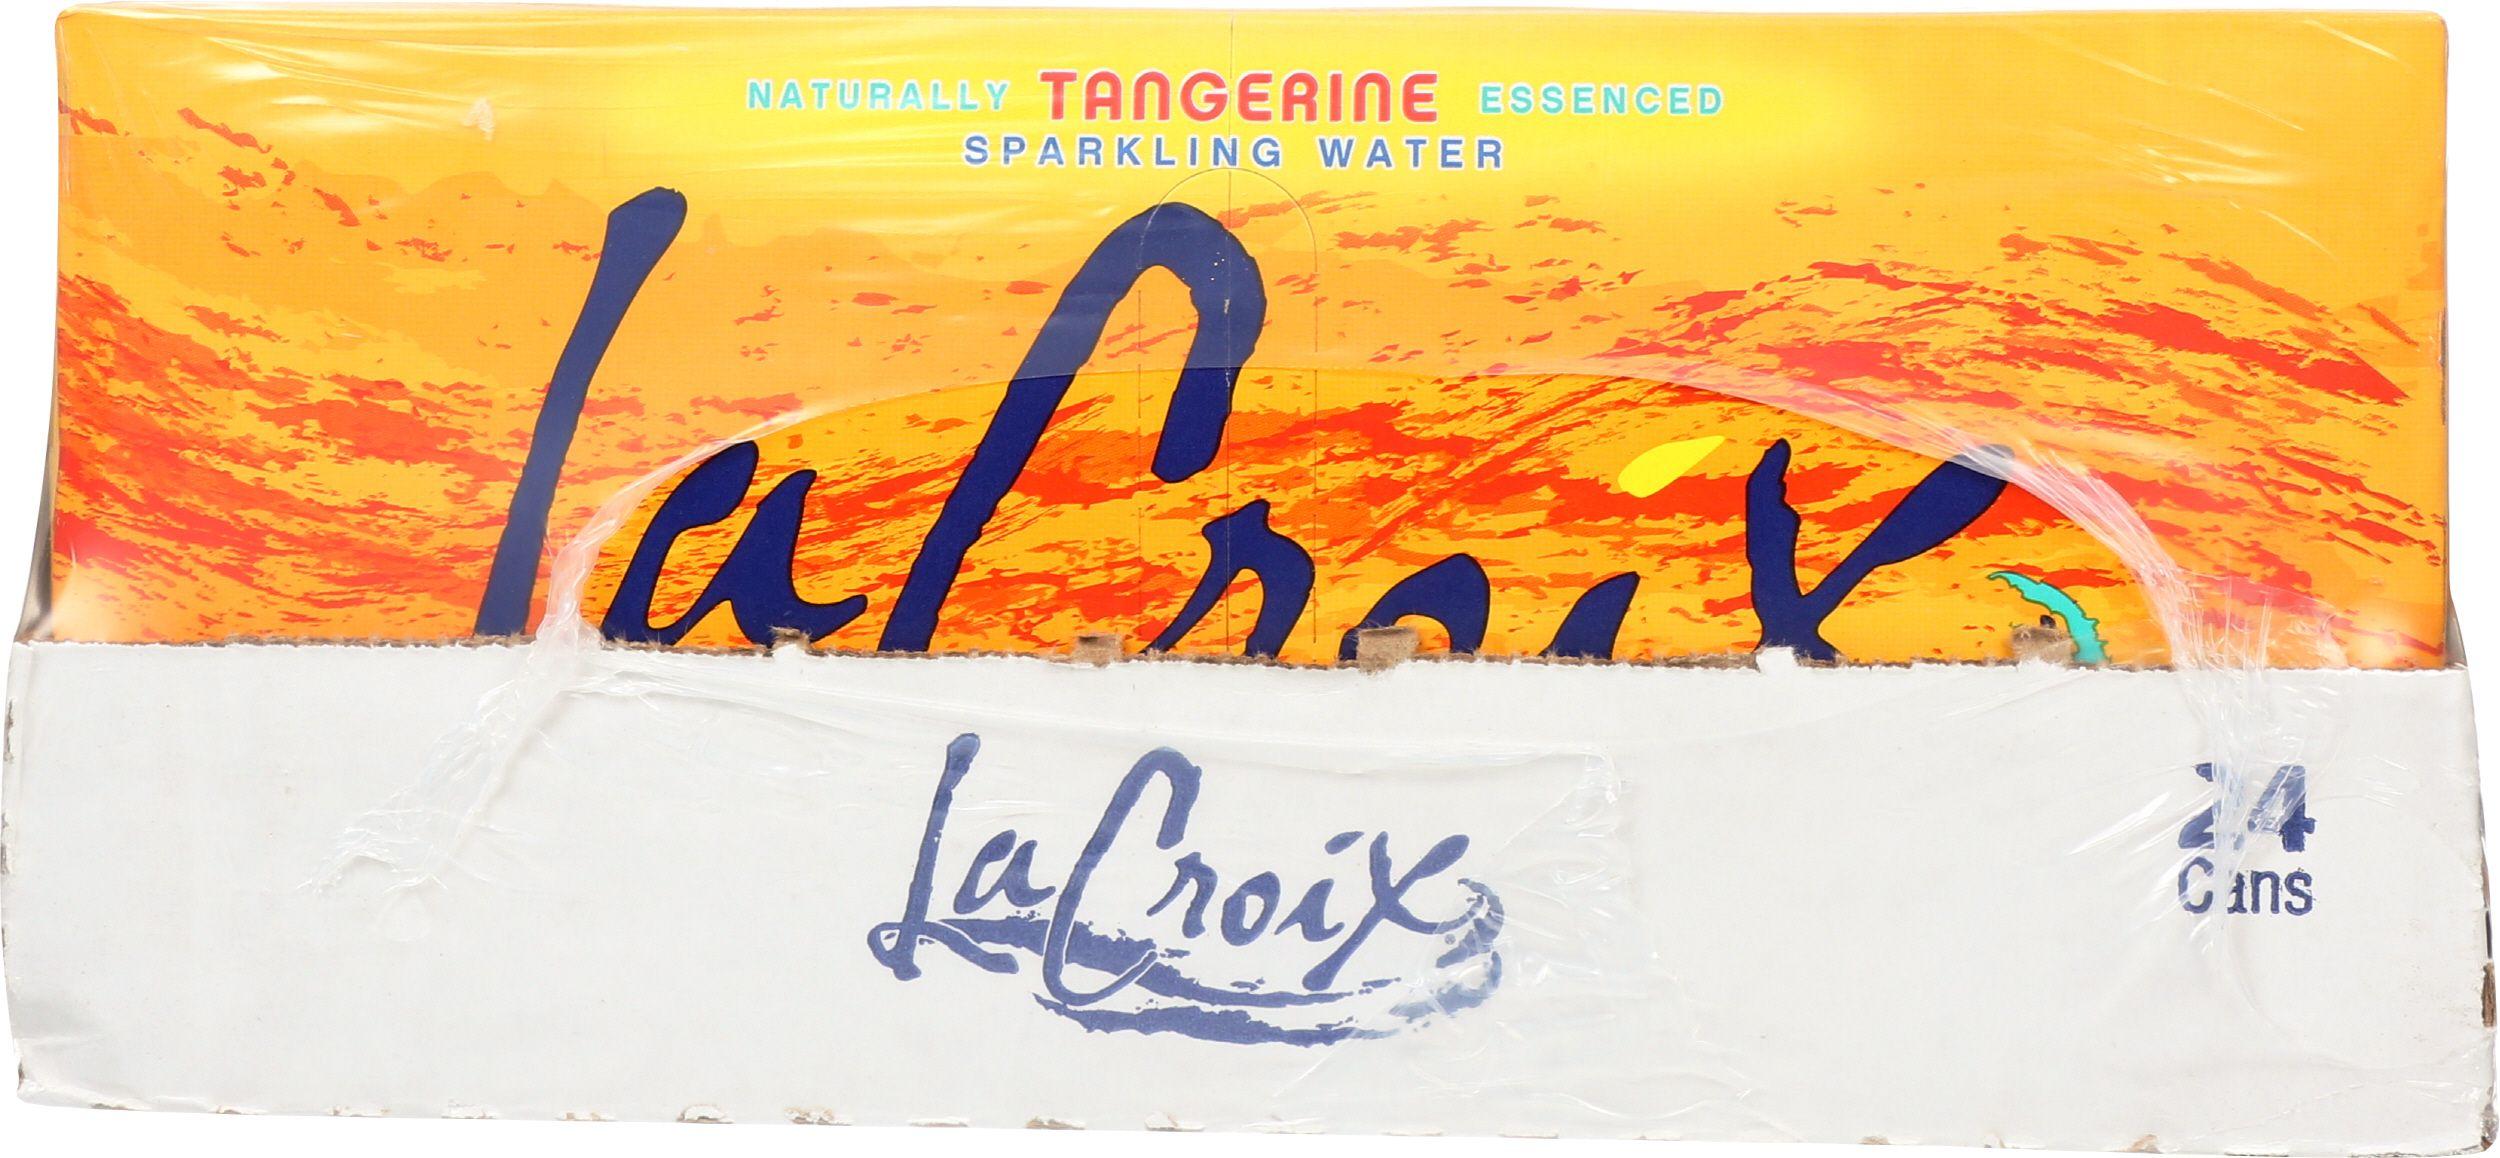 NATURALLY TANGERINE ESSENCED
SPARKLING WATER
LaCroix
LaCroix
24
Cans